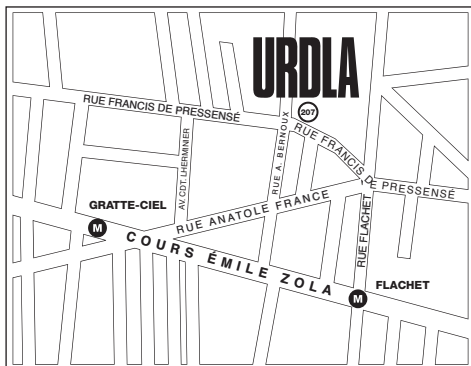 URDLA
207
RUE FRANCIS DE PRESSENSÉ
RUE FRANCIS DE PRESSENSÉ
AV. CDT. LHERMINIER
RUE A. BERNOUX
GRATTE-CIEL
M
RUE ANATOLE FRANCE
COURS ÉMILE ZOLA
RUE FLACHET
FLACHET
M